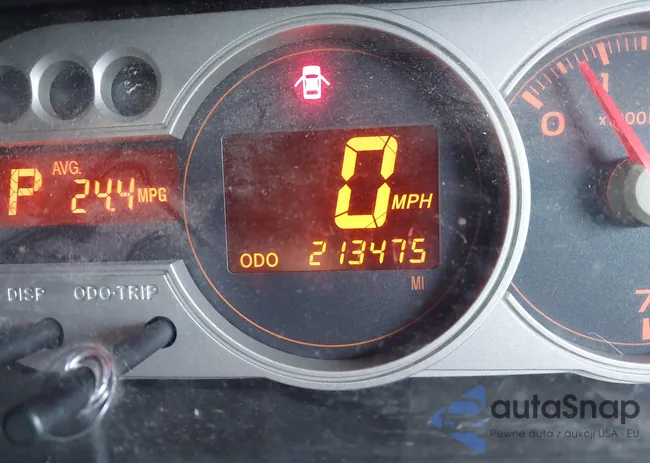 P AVG. 24.4 MPG
0 MPH
ODO 213475
MI
DISP ODO·TRIP
0 1
7
autaSnap
Pewne auta z aukcji USA i EU